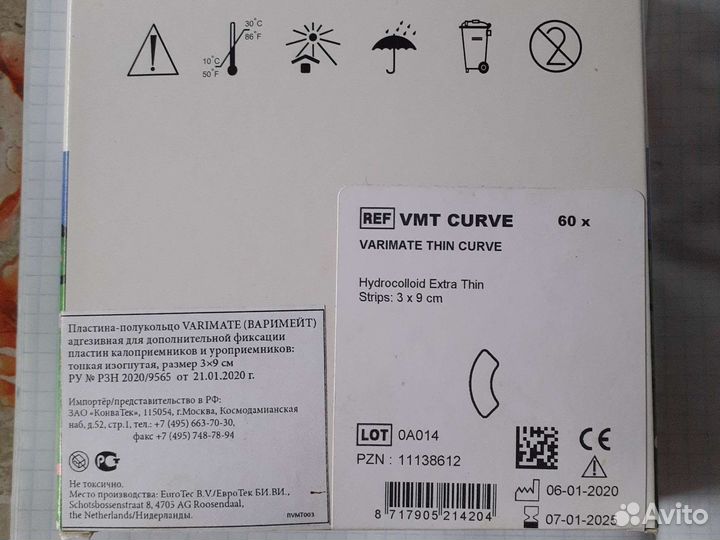 30°C
86°F
10°C
50°F
2
REF VMT CURVE 60 x
VARIMATE THIN CURVE
Hydrocolloid Extra Thin
Strips: 3 x 9 cm
LOT 0A014
PZN : 11138612
CE
06-01-2020
07-01-2025
8 717905 214204
Пластина-полукольцо VARIMATE (ВАРИМЕЙТ)
адгезивная для дополнительной фиксации
пластин калоприемников и уроприемников:
тонкая изогнутая, размер 3×9 см
РУ № РЗН 2020/9565 от 21.01.2020 г.
Импортёр/представительство в РФ:
ЗАО «КонваТек», 115054, г.Москва, Космодамианская
наб, д.52, стр.1, тел.: +7 (495) 663-70-30,
факс +7 (495) 748-78-94
Не токсично.
Место производства: EuroTec B.V./ЕвроТек БИ.ВИ.,
Schotsbossenstraat 8, 4705 AG Roosendaal,
the Netherlands/Нидерланды.
RVMT003
Avito